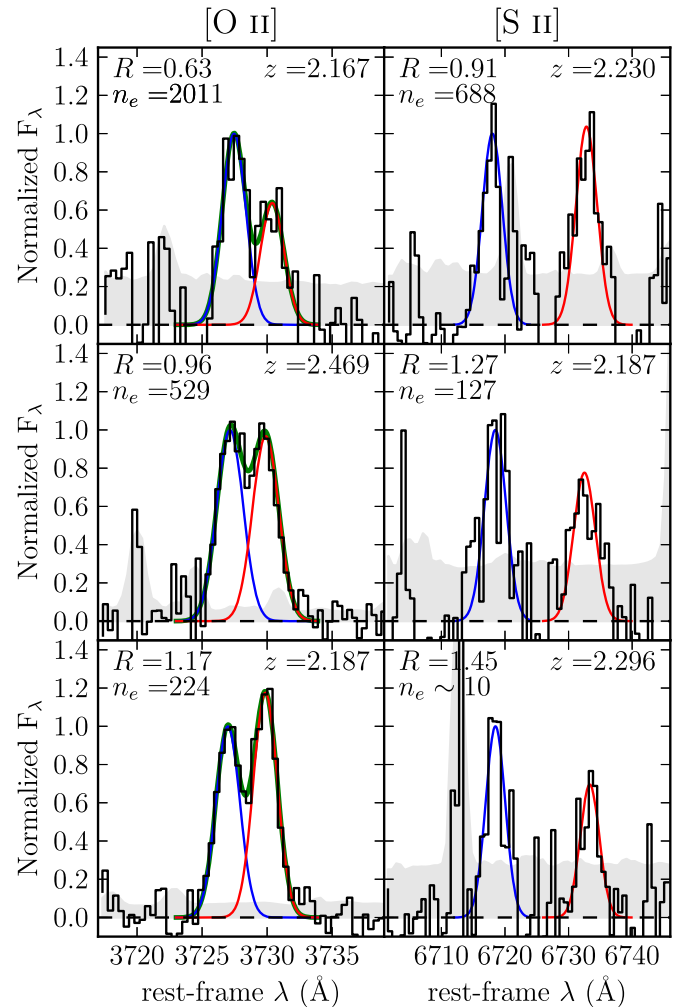 [O II] [S II]
R =0.63 z =2.167
n_e =2011
R =0.91 z =2.230
n_e =688
1.4
1.2
1.0
0.8
0.6
0.4
0.2
0.0
Normalized F_λ
R =0.96 z =2.469
n_e =529
R =1.27 z =2.187
n_e =127
1.4
1.2
1.0
0.8
0.6
0.4
0.2
0.0
Normalized F_λ
R =1.17 z =2.187
n_e =224
R =1.45 z =2.296
n_e ∼ 10
1.4
1.2
1.0
0.8
0.6
0.4
0.2
0.0
Normalized F_λ
3720 3725 3730 3735 6710 6720 6730 6740
rest-frame λ (Å) rest-frame λ (Å)